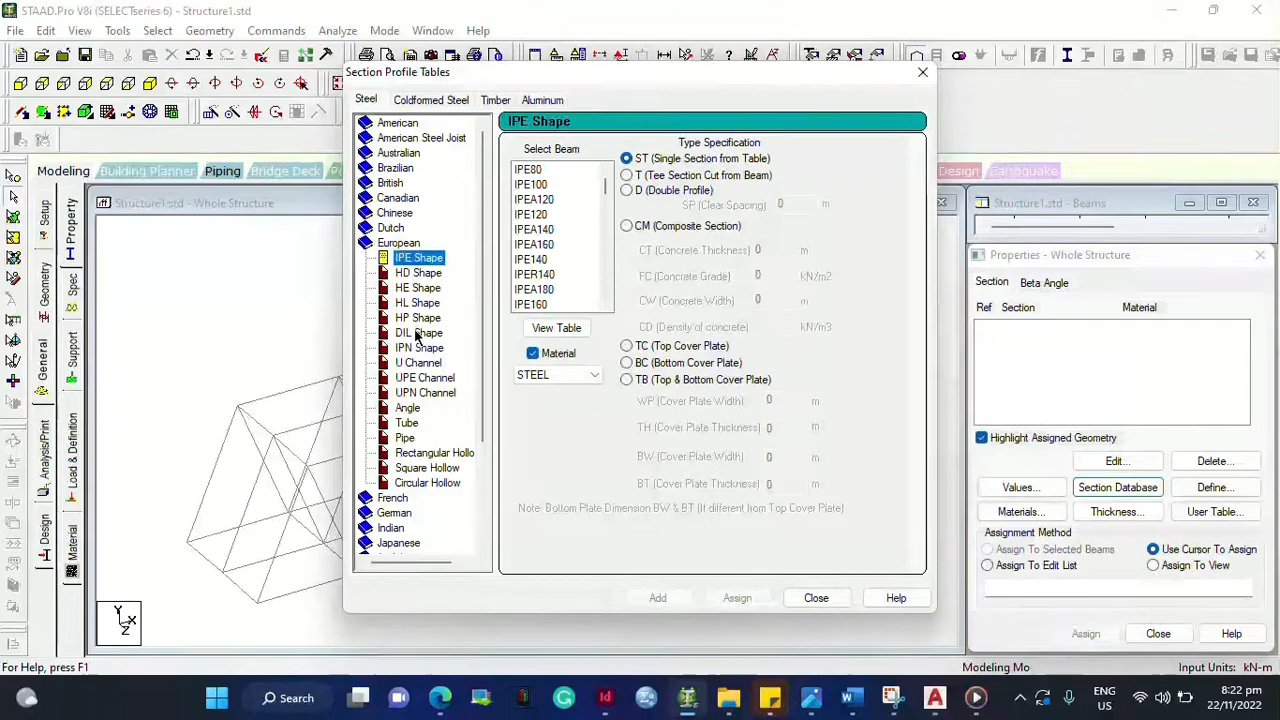 STAAD.Pro V8i (SELECTseries 6) - Structure1.std
File Edit View Tools Select Geometry Commands Analyze Mode Window Help
Section Profile Tables
Steel Coldformed Steel Timber Aluminum
American
American Steel Joist
Australian
Brazilian
British
Canadian
Chinese
Dutch
European
IPE Shape
HD Shape
HE Shape
HL Shape
HP Shape
DIL Shape
IPN Shape
U Channel
UPE Channel
UPN Channel
Angle
Tube
Pipe
Rectangular Hollo
Square Hollow
Circular Hollow
French
German
Indian
Japanese
IPE Shape
Select Beam
IPE80
IPE100
IPEA120
IPE120
IPEA140
IPEA160
IPE140
IPER140
IPEA180
IPE160
View Table
Material
STEEL
Type Specification
ST (Single Section from Table)
T (Tee Section Cut from Beam)
D (Double Profile)
SP (Clear Spacing) 0 m
CM (Composite Section)
CT (Concrete Thickness) 0 m
FC (Concrete Grade) 0 kN/m2
CW (Concrete Width) 0 m
CD (Density of concrete) kN/m3
TC (Top Cover Plate)
BC (Bottom Cover Plate)
TB (Top & Bottom Cover Plate)
WP (Cover Plate Width) 0 m
TH (Cover Plate Thickness) 0 m
BW (Cover Plate Width) 0 m
BT (Cover Plate Thickness) 0 m
Note: Bottom Plate Dimension BW & BT (If different from Top Cover Plate)
Add Assign Close Help
Modeling Building Planner Piping Bridge Deck Design Earthquake
Structure1.std - Whole Structure
Structure1.std - Beams
Setup
Geometry
General
Analysis/Print
Design
Property
Spec
Support
Load & Definition
Material
Y
X
Z
Properties - Whole Structure
Section Beta Angle
Ref Section Material
Highlight Assigned Geometry
Edit... Delete...
Values... Section Database Define...
Materials... Thickness... User Table...
Assignment Method
Assign To Selected Beams Use Cursor To Assign
Assign To Edit List Assign To View
Assign Close Help
For Help, press F1
Modeling Mo
Input Units: kN-m
Search
ENG
US
8:22 pm
22/11/2022